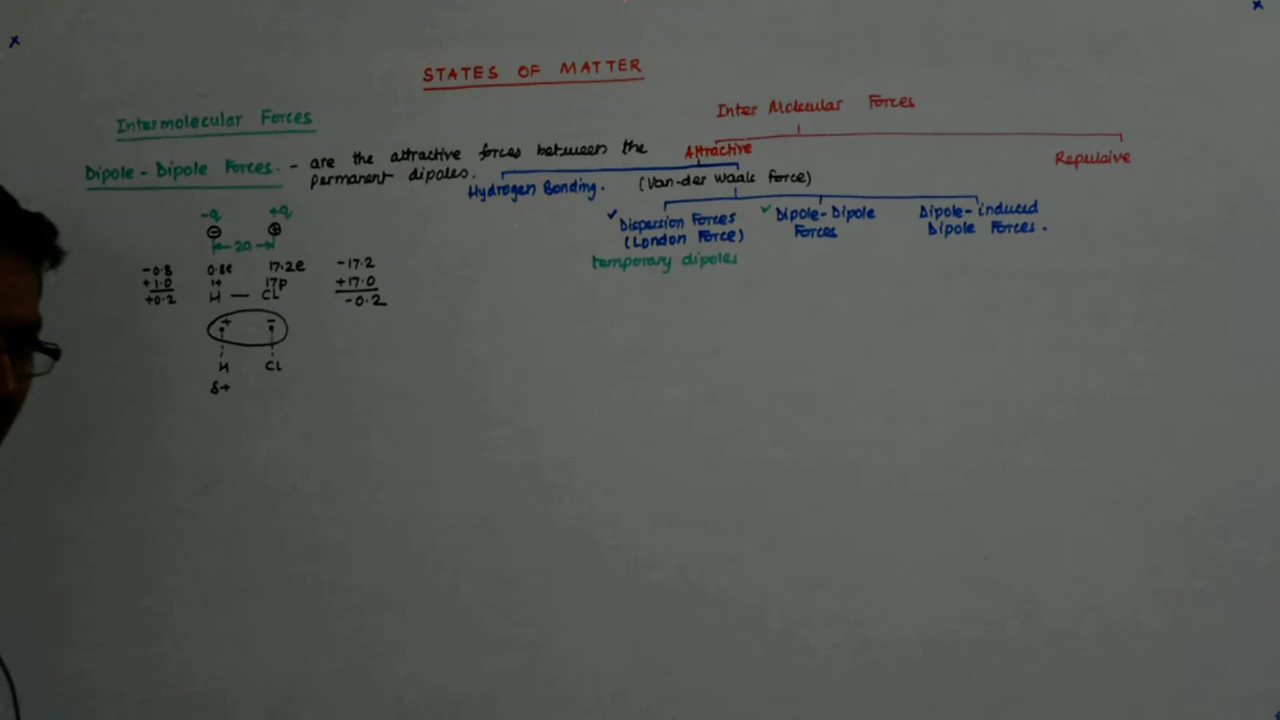 STATES OF MATTER
Intermolecular Forces
Dipole-Dipole Forces. - are the attractive forces between the
permanent dipoles.
-q +q
⊖ ⊕
2a
-0.8 0.8e 17.2e -17.2
+1.0 1+ 17p +17.0
+0.2 H — CL -0.2
+ -
H CL
δ+
Inter Molecular Forces
Attractive Repulsive
Hydrogen Bonding. (Van-der waals force)
✓ Dispersion Forces ✓ Dipole-Dipole Dipole-induced
(London Force) Forces Dipole Forces.
temporary dipoles
x
x